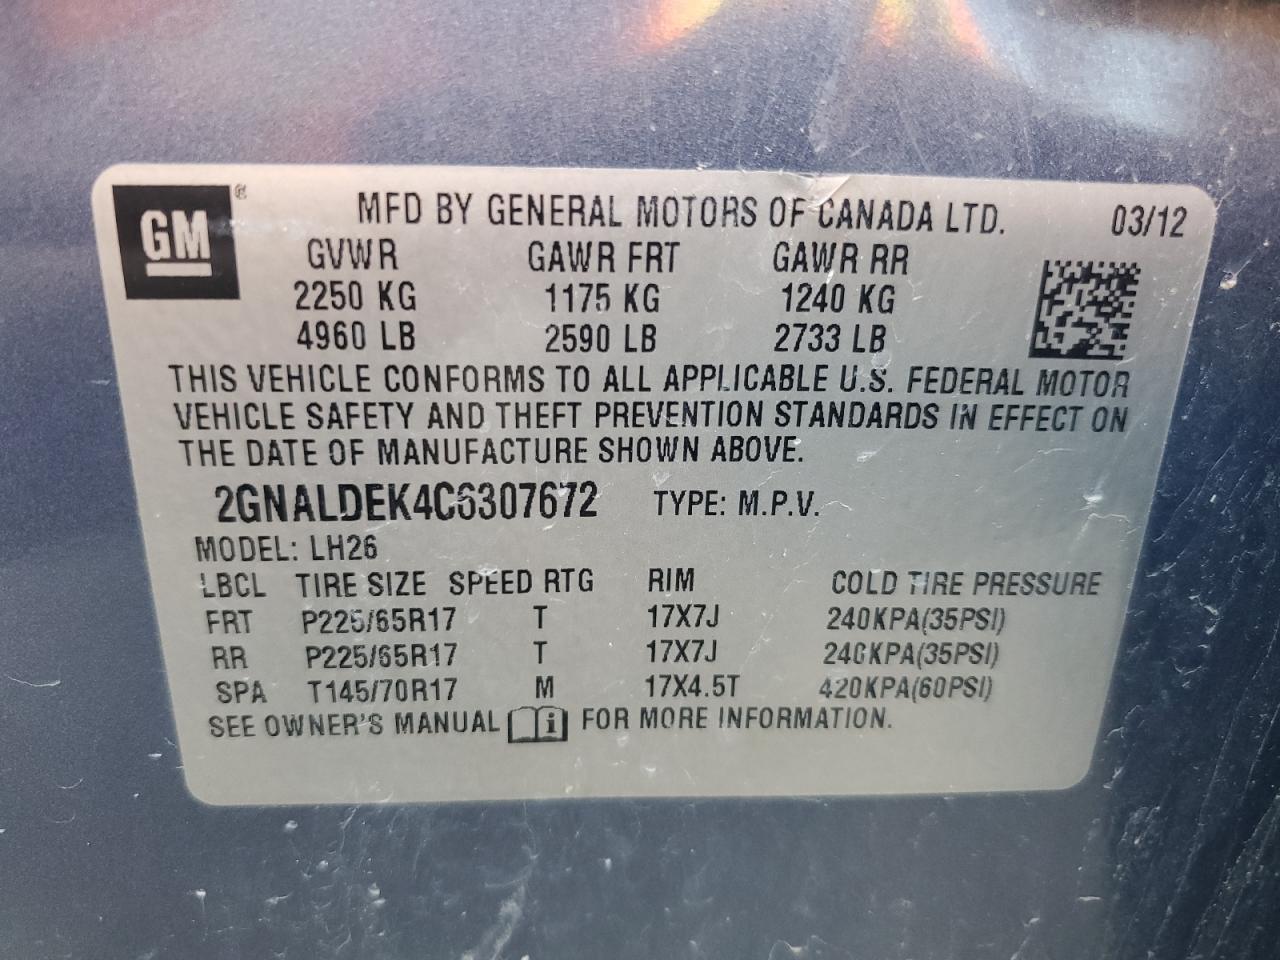 GM ®
MFD BY GENERAL MOTORS OF CANADA LTD. 03/12
GVWR GAWR FRT GAWR RR
2250 KG 1175 KG 1240 KG
4960 LB 2590 LB 2733 LB
THIS VEHICLE CONFORMS TO ALL APPLICABLE U.S. FEDERAL MOTOR
VEHICLE SAFETY AND THEFT PREVENTION STANDARDS IN EFFECT ON
THE DATE OF MANUFACTURE SHOWN ABOVE.
2GNALDEK4C6307672 TYPE: M.P.V.
MODEL: LH26
LBCL TIRE SIZE SPEED RTG RIM COLD TIRE PRESSURE
FRT P225/65R17 T 17X7J 240KPA(35PSI)
RR P225/65R17 T 17X7J 240KPA(35PSI)
SPA T145/70R17 M 17X4.5T 420KPA(60PSI)
SEE OWNER'S MANUAL i FOR MORE INFORMATION.